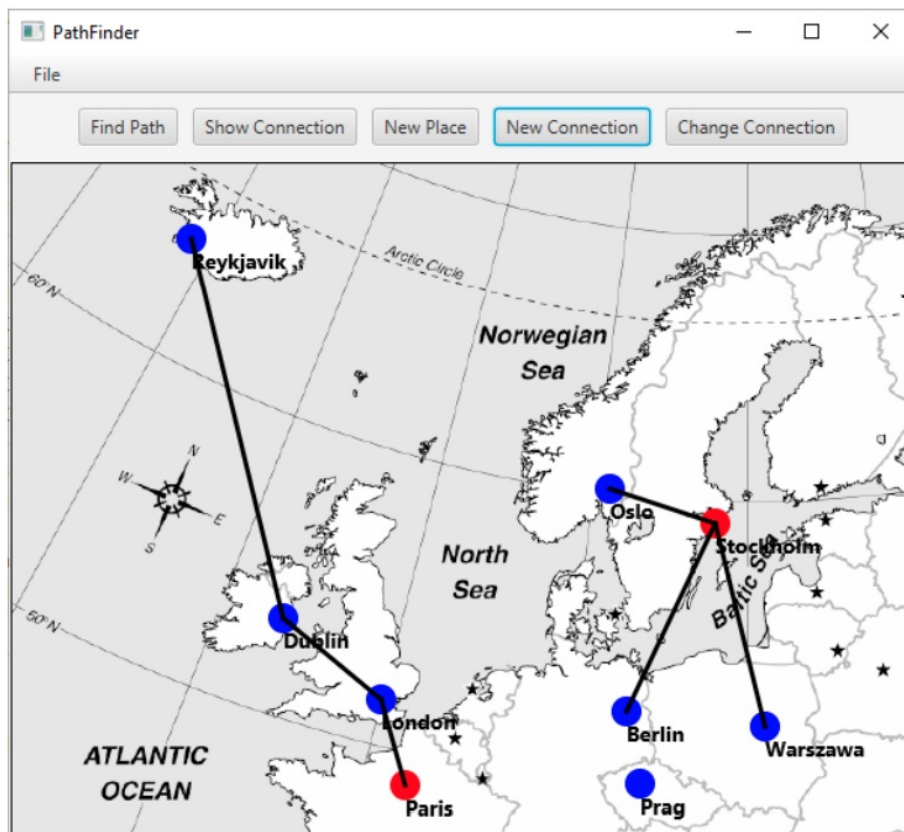 PathFinder
File
Find Path
Show Connection
New Place
New Connection
Change Connection
Reykjavik
Arctic Circle
60°N
Norwegian
Sea
N
W
E
S
Oslo
Stockholm
North
Sea
Baltic Sea
50°N
Dublin
London
Berlin
Warszawa
ATLANTIC
OCEAN
Paris
Prag